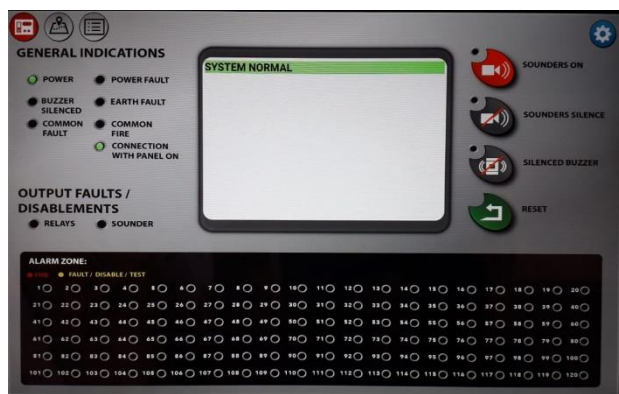 GENERAL INDICATIONS
POWER
POWER FAULT
BUZZER
SILENCED
EARTH FAULT
COMMON
FAULT
COMMON
FIRE
CONNECTION
WITH PANEL ON
OUTPUT FAULTS /
DISABLEMENTS
RELAYS
SOUNDER
SYSTEM NORMAL
SOUNDERS ON
SOUNDERS SILENCE
SILENCED BUZZER
RESET
ALARM ZONE:
FIRE FAULT / DISABLE / TEST
1 2 3 4 5 6 7 8 9 10 11 12 13 14 15 16 17 18 19 20
21 22 23 24 25 26 27 28 29 30 31 32 33 34 35 36 37 38 39 40
41 42 43 44 45 46 47 48 49 50 51 52 53 54 55 56 57 58 59 60
61 62 63 64 65 66 67 68 69 70 71 72 73 74 75 76 77 78 79 80
81 82 83 84 85 86 87 88 89 90 91 92 93 94 95 96 97 98 99 100
101 102 103 104 105 106 107 108 109 110 111 112 113 114 115 116 117 118 119 120